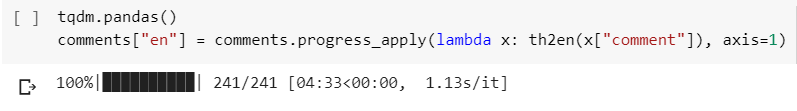 [ ] tqdm.pandas()
comments["en"] = comments.progress_apply(lambda x: th2en(x["comment"]), axis=1)
100%|██████████| 241/241 [04:33<00:00, 1.13s/it]